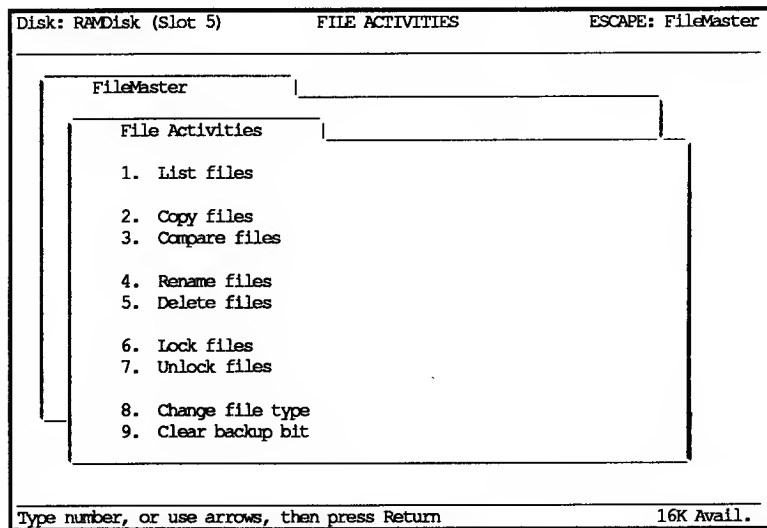 Disk: RAMDisk (Slot 5) FILE ACTIVITIES ESCAPE: FileMaster
FileMaster
File Activities
1. List files
2. Copy files
3. Compare files
4. Rename files
5. Delete files
6. Lock files
7. Unlock files
8. Change file type
9. Clear backup bit
Type number, or use arrows, then press Return 16K Avail.